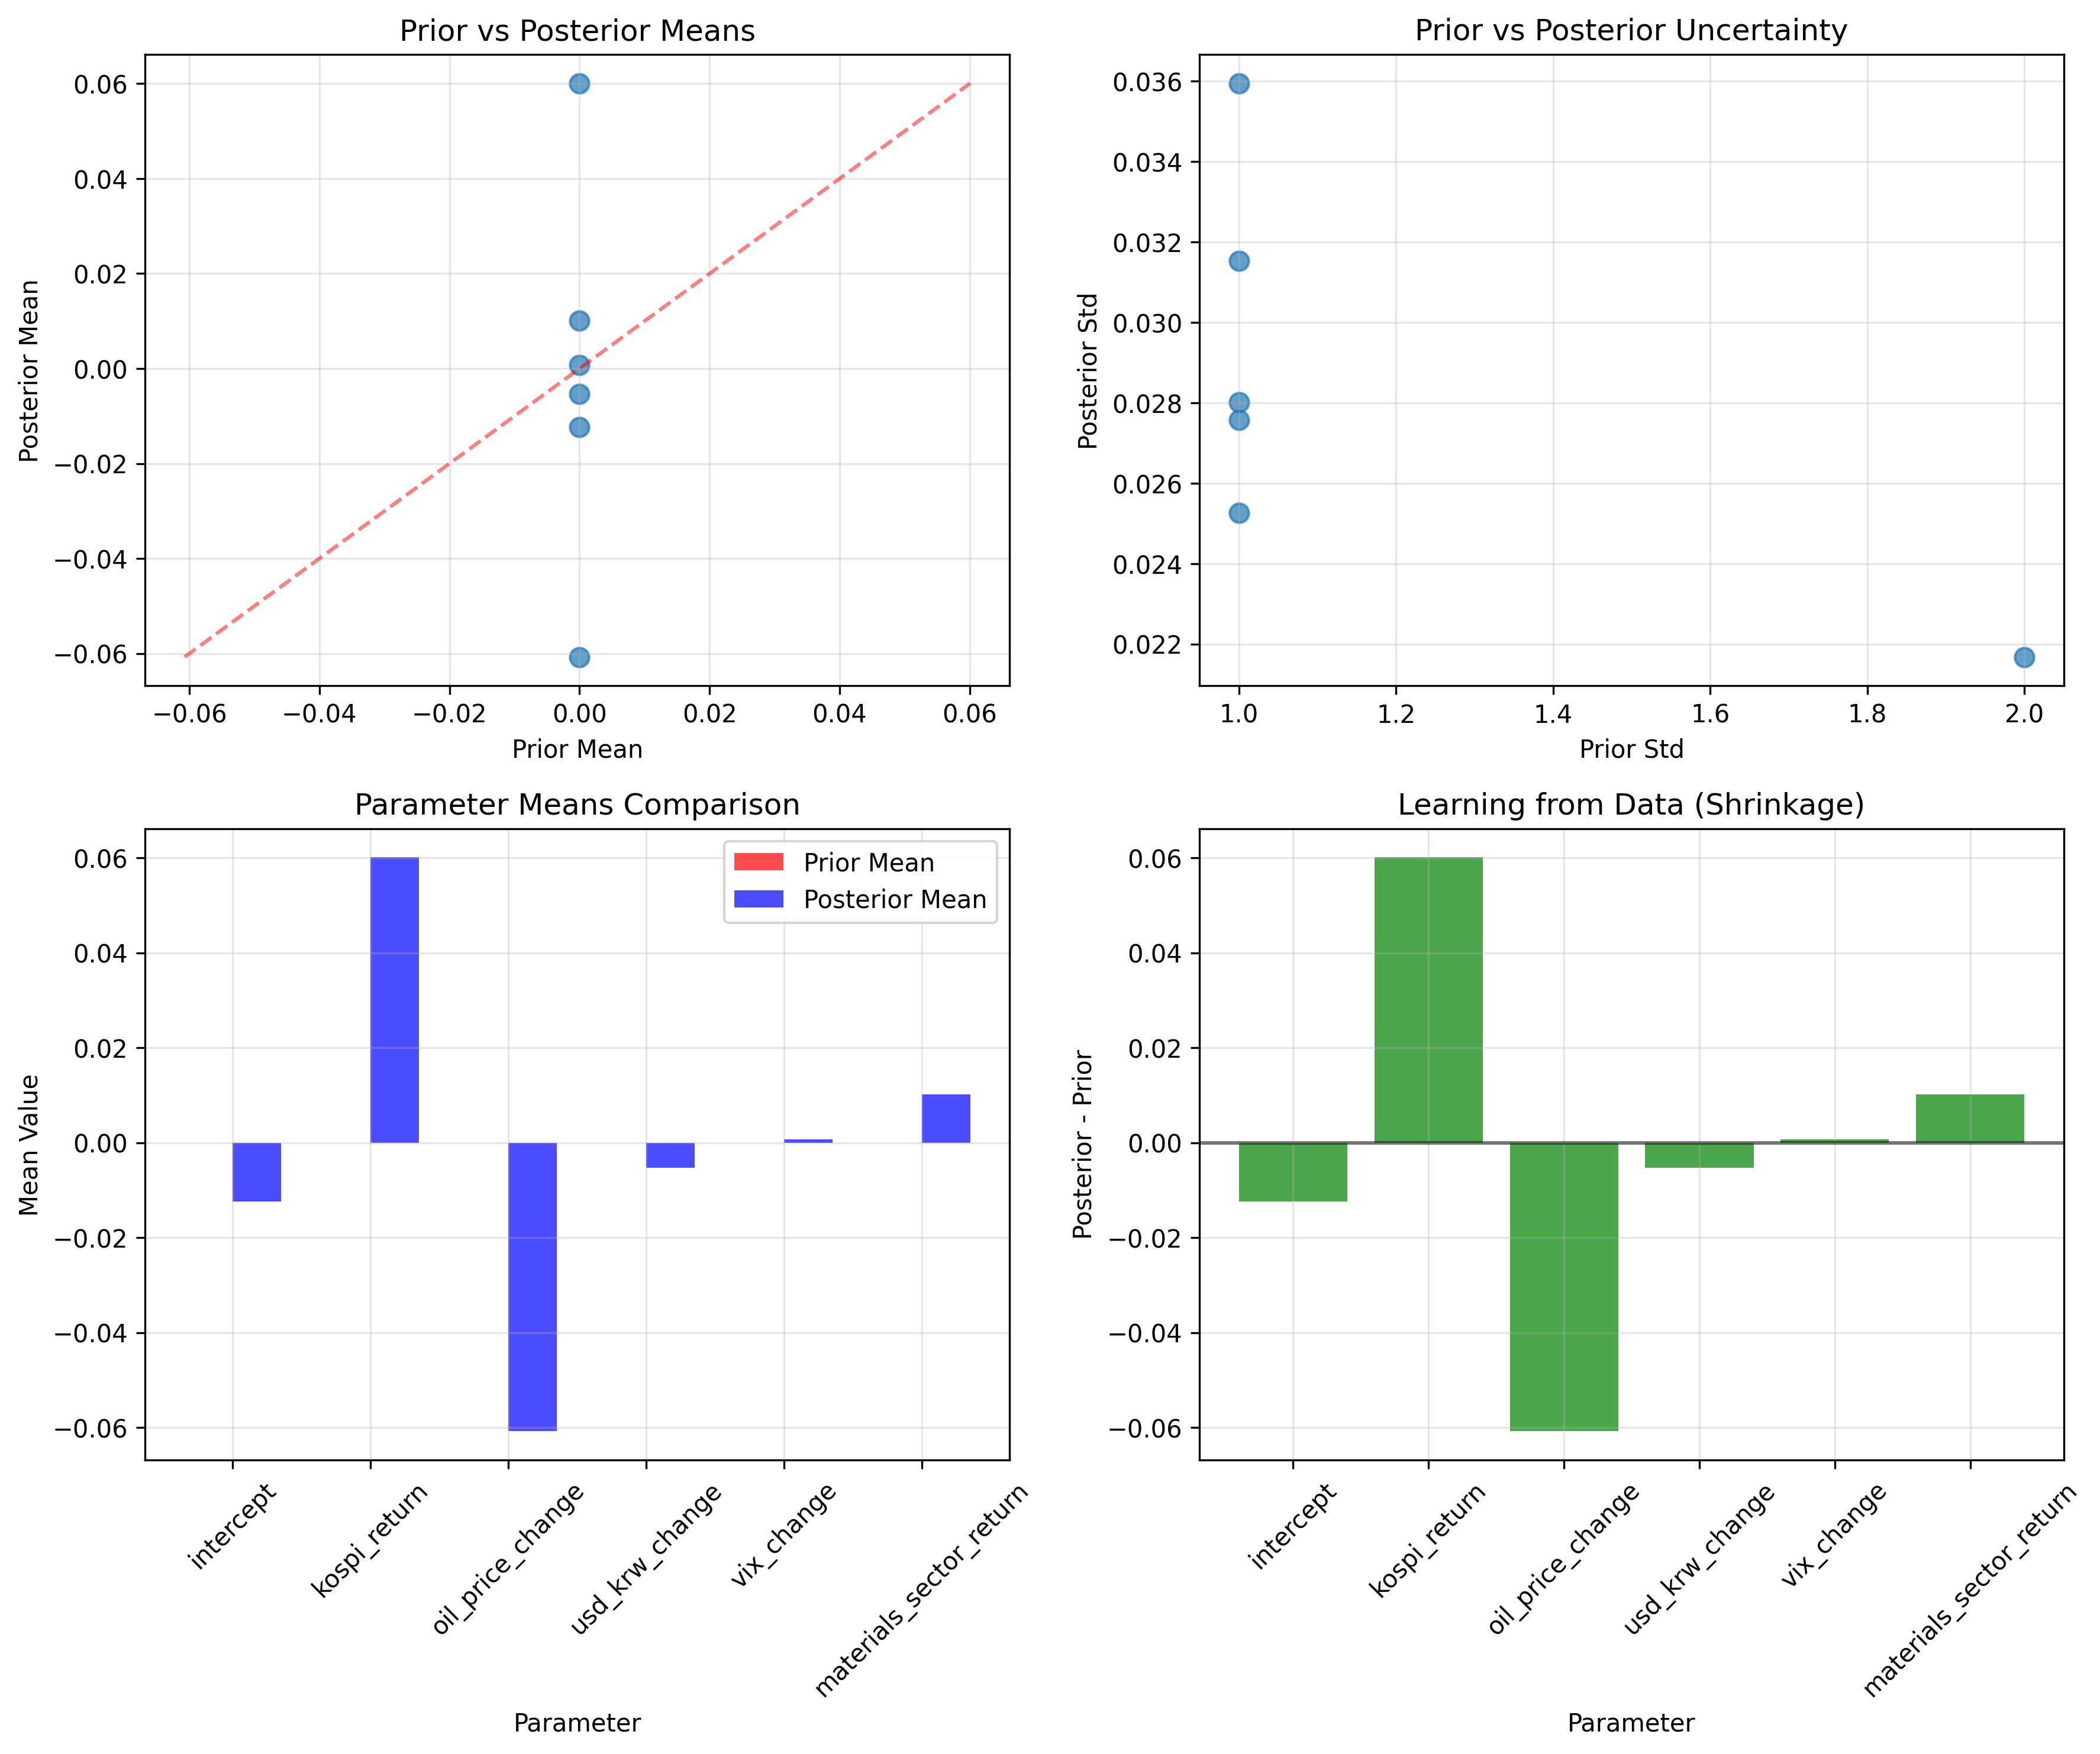 Prior vs Posterior Means
0.06
0.04
0.02
0.00
−0.02
−0.04
−0.06
Posterior Mean
−0.06 −0.04 −0.02 0.00 0.02 0.04 0.06
Prior Mean
Prior vs Posterior Uncertainty
0.036
0.034
0.032
0.030
0.028
0.026
0.024
0.022
Posterior Std
1.0 1.2 1.4 1.6 1.8 2.0
Prior Std
Parameter Means Comparison
Prior Mean
Posterior Mean
0.06
0.04
0.02
0.00
−0.02
−0.04
−0.06
Mean Value
intercept
kospi_return
oil_price_change
usd_krw_change
vix_change
materials_sector_return
Parameter
Learning from Data (Shrinkage)
0.06
0.04
0.02
0.00
−0.02
−0.04
−0.06
Posterior - Prior
intercept
kospi_return
oil_price_change
usd_krw_change
vix_change
materials_sector_return
Parameter